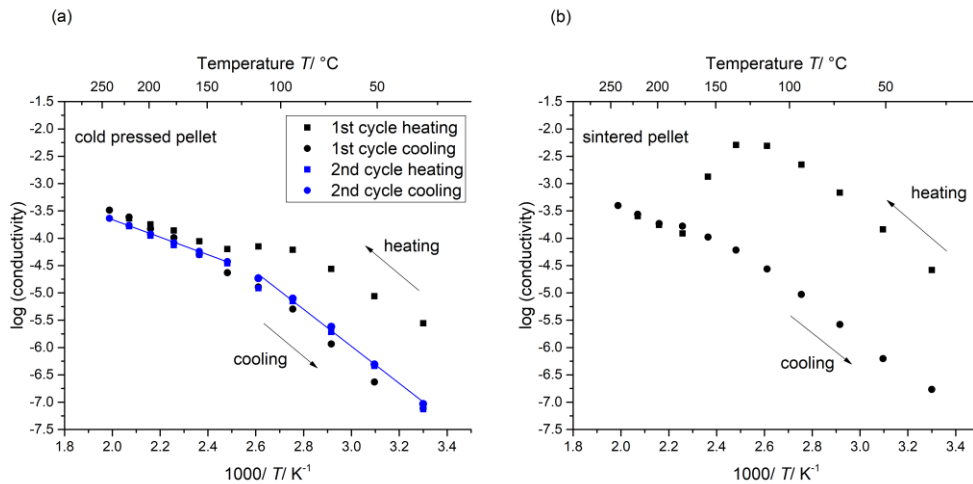 (a)
Temperature T/ °C
250 200 150 100 50
-1.5
-2.0
-2.5
-3.0
-3.5
-4.0
-4.5
-5.0
-5.5
-6.0
-6.5
-7.0
-7.5
log (conductivity)
cold pressed pellet
1st cycle heating
1st cycle cooling
2nd cycle heating
2nd cycle cooling
heating
cooling
1.8 2.0 2.2 2.4 2.6 2.8 3.0 3.2 3.4
1000/ T/ K-1
(b)
Temperature T/ °C
250 200 150 100 50
-1.5
-2.0
-2.5
-3.0
-3.5
-4.0
-4.5
-5.0
-5.5
-6.0
-6.5
-7.0
-7.5
log (conductivity)
sintered pellet
heating
cooling
1.8 2.0 2.2 2.4 2.6 2.8 3.0 3.2 3.4
1000/ T/ K-1